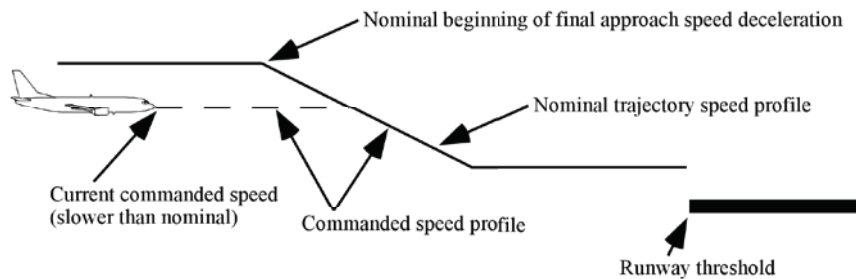 Nominal beginning of final approach speed deceleration
Nominal trajectory speed profile
Current commanded speed
(slower than nominal)
Commanded speed profile
Runway threshold